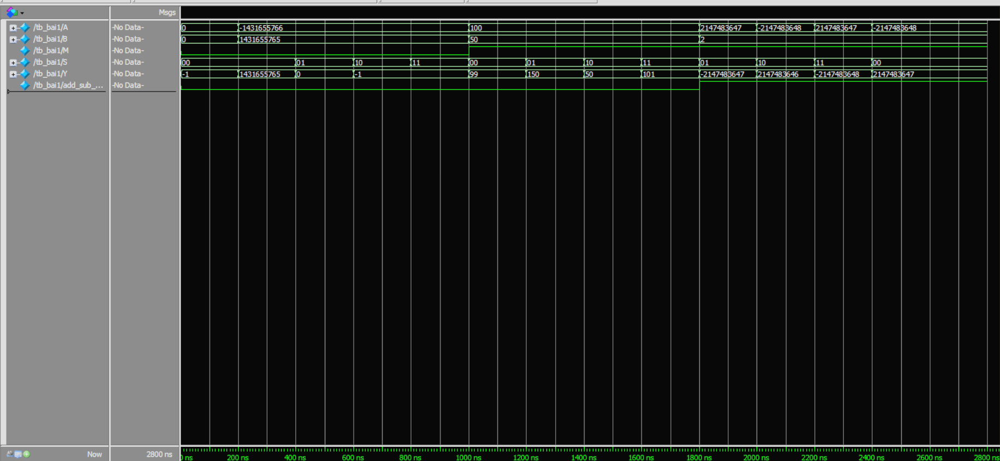 Msgs
/tb_bai1/A -No Data- 0 -1431655766 100 2147483647 -2147483648 2147483647 -2147483648
/tb_bai1/B -No Data- 0 1431655765 50 2
/tb_bai1/M -No Data-
/tb_bai1/S -No Data- 00 01 10 11 00 01 10 11 01 10 11 00
/tb_bai1/Y -No Data- -1 1431655765 0 -1 99 150 50 101 -2147483647 2147483646 -2147483648 2147483647
/tb_bai1/add_sub_... -No Data-
Now 2800 ns
ns 200 ns 400 ns 600 ns 800 ns 1000 ns 1200 ns 1400 ns 1600 ns 1800 ns 2000 ns 2200 ns 2400 ns 2600 ns 2800 ns